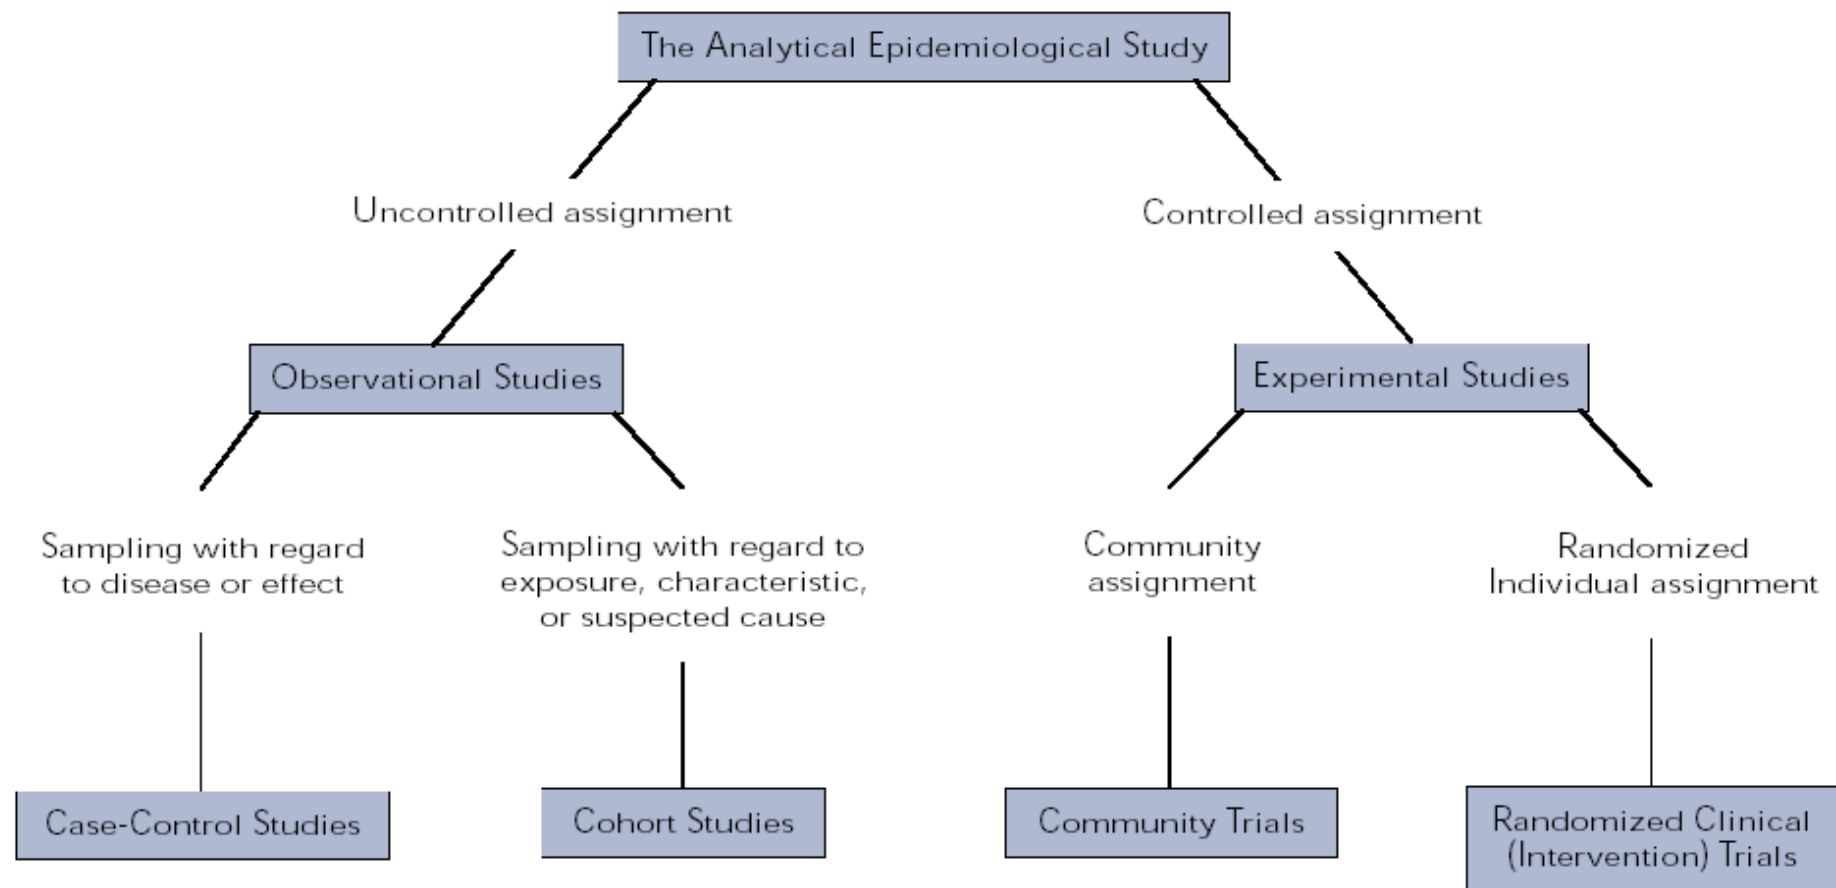 The Analytical Epidemiological Study
Uncontrolled assignment
Controlled assignment
Observational Studies
Experimental Studies
Sampling with regard
to disease or effect
Sampling with regard to
exposure, characteristic,
or suspected cause
Community
assignment
Randomized
Individual assignment
Case-Control Studies
Cohort Studies
Community Trials
Randomized Clinical
(Intervention) Trials